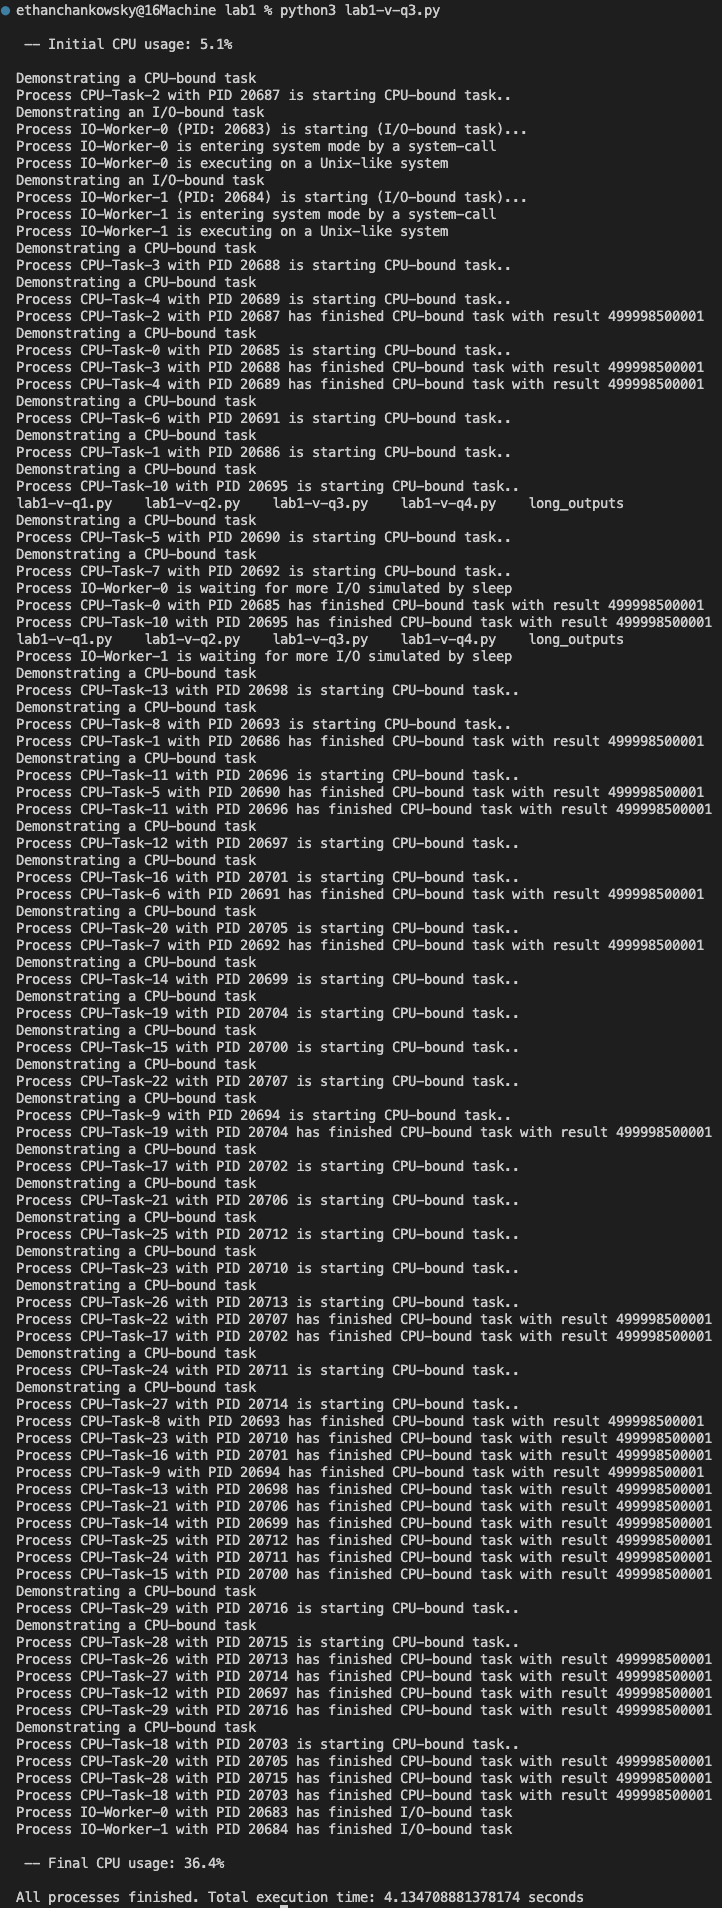 ethanchankowsky@16Machine lab1 % python3 lab1-v-q3.py
-- Initial CPU usage: 5.1%
Demonstrating a CPU-bound task
Process CPU-Task-2 with PID 20687 is starting CPU-bound task..
Demonstrating an I/O-bound task
Process IO-Worker-0 (PID: 20683) is starting (I/O-bound task)...
Process IO-Worker-0 is entering system mode by a system-call
Process IO-Worker-0 is executing on a Unix-like system
Demonstrating an I/O-bound task
Process IO-Worker-1 (PID: 20684) is starting (I/O-bound task)...
Process IO-Worker-1 is entering system mode by a system-call
Process IO-Worker-1 is executing on a Unix-like system
Demonstrating a CPU-bound task
Process CPU-Task-3 with PID 20688 is starting CPU-bound task..
Demonstrating a CPU-bound task
Process CPU-Task-4 with PID 20689 is starting CPU-bound task..
Process CPU-Task-2 with PID 20687 has finished CPU-bound task with result 499998500001
Demonstrating a CPU-bound task
Process CPU-Task-0 with PID 20685 is starting CPU-bound task..
Process CPU-Task-3 with PID 20688 has finished CPU-bound task with result 499998500001
Process CPU-Task-4 with PID 20689 has finished CPU-bound task with result 499998500001
Demonstrating a CPU-bound task
Process CPU-Task-6 with PID 20691 is starting CPU-bound task..
Demonstrating a CPU-bound task
Process CPU-Task-1 with PID 20686 is starting CPU-bound task..
Demonstrating a CPU-bound task
Process CPU-Task-10 with PID 20695 is starting CPU-bound task..
lab1-v-q1.py    lab1-v-q2.py    lab1-v-q3.py    lab1-v-q4.py    long_outputs
Demonstrating a CPU-bound task
Process CPU-Task-5 with PID 20690 is starting CPU-bound task..
Demonstrating a CPU-bound task
Process CPU-Task-7 with PID 20692 is starting CPU-bound task..
Process IO-Worker-0 is waiting for more I/O simulated by sleep
Process CPU-Task-0 with PID 20685 has finished CPU-bound task with result 499998500001
Process CPU-Task-10 with PID 20695 has finished CPU-bound task with result 499998500001
lab1-v-q1.py    lab1-v-q2.py    lab1-v-q3.py    lab1-v-q4.py    long_outputs
Process IO-Worker-1 is waiting for more I/O simulated by sleep
Demonstrating a CPU-bound task
Process CPU-Task-13 with PID 20698 is starting CPU-bound task..
Demonstrating a CPU-bound task
Process CPU-Task-8 with PID 20693 is starting CPU-bound task..
Process CPU-Task-1 with PID 20686 has finished CPU-bound task with result 499998500001
Demonstrating a CPU-bound task
Process CPU-Task-11 with PID 20696 is starting CPU-bound task..
Process CPU-Task-5 with PID 20690 has finished CPU-bound task with result 499998500001
Process CPU-Task-11 with PID 20696 has finished CPU-bound task with result 499998500001
Demonstrating a CPU-bound task
Process CPU-Task-12 with PID 20697 is starting CPU-bound task..
Demonstrating a CPU-bound task
Process CPU-Task-16 with PID 20701 is starting CPU-bound task..
Process CPU-Task-6 with PID 20691 has finished CPU-bound task with result 499998500001
Demonstrating a CPU-bound task
Process CPU-Task-20 with PID 20705 is starting CPU-bound task..
Process CPU-Task-7 with PID 20692 has finished CPU-bound task with result 499998500001
Demonstrating a CPU-bound task
Process CPU-Task-14 with PID 20699 is starting CPU-bound task..
Demonstrating a CPU-bound task
Process CPU-Task-19 with PID 20704 is starting CPU-bound task..
Demonstrating a CPU-bound task
Process CPU-Task-15 with PID 20700 is starting CPU-bound task..
Demonstrating a CPU-bound task
Process CPU-Task-22 with PID 20707 is starting CPU-bound task..
Demonstrating a CPU-bound task
Process CPU-Task-9 with PID 20694 is starting CPU-bound task..
Process CPU-Task-19 with PID 20704 has finished CPU-bound task with result 499998500001
Demonstrating a CPU-bound task
Process CPU-Task-17 with PID 20702 is starting CPU-bound task..
Demonstrating a CPU-bound task
Process CPU-Task-21 with PID 20706 is starting CPU-bound task..
Demonstrating a CPU-bound task
Process CPU-Task-25 with PID 20712 is starting CPU-bound task..
Demonstrating a CPU-bound task
Process CPU-Task-23 with PID 20710 is starting CPU-bound task..
Demonstrating a CPU-bound task
Process CPU-Task-26 with PID 20713 is starting CPU-bound task..
Process CPU-Task-22 with PID 20707 has finished CPU-bound task with result 499998500001
Process CPU-Task-17 with PID 20702 has finished CPU-bound task with result 499998500001
Demonstrating a CPU-bound task
Process CPU-Task-24 with PID 20711 is starting CPU-bound task..
Demonstrating a CPU-bound task
Process CPU-Task-27 with PID 20714 is starting CPU-bound task..
Process CPU-Task-8 with PID 20693 has finished CPU-bound task with result 499998500001
Process CPU-Task-23 with PID 20710 has finished CPU-bound task with result 499998500001
Process CPU-Task-16 with PID 20701 has finished CPU-bound task with result 499998500001
Process CPU-Task-9 with PID 20694 has finished CPU-bound task with result 499998500001
Process CPU-Task-13 with PID 20698 has finished CPU-bound task with result 499998500001
Process CPU-Task-21 with PID 20706 has finished CPU-bound task with result 499998500001
Process CPU-Task-14 with PID 20699 has finished CPU-bound task with result 499998500001
Process CPU-Task-25 with PID 20712 has finished CPU-bound task with result 499998500001
Process CPU-Task-24 with PID 20711 has finished CPU-bound task with result 499998500001
Process CPU-Task-15 with PID 20700 has finished CPU-bound task with result 499998500001
Demonstrating a CPU-bound task
Process CPU-Task-29 with PID 20716 is starting CPU-bound task..
Demonstrating a CPU-bound task
Process CPU-Task-28 with PID 20715 is starting CPU-bound task..
Process CPU-Task-26 with PID 20713 has finished CPU-bound task with result 499998500001
Process CPU-Task-27 with PID 20714 has finished CPU-bound task with result 499998500001
Process CPU-Task-12 with PID 20697 has finished CPU-bound task with result 499998500001
Process CPU-Task-29 with PID 20716 has finished CPU-bound task with result 499998500001
Demonstrating a CPU-bound task
Process CPU-Task-18 with PID 20703 is starting CPU-bound task..
Process CPU-Task-20 with PID 20705 has finished CPU-bound task with result 499998500001
Process CPU-Task-28 with PID 20715 has finished CPU-bound task with result 499998500001
Process CPU-Task-18 with PID 20703 has finished CPU-bound task with result 499998500001
Process IO-Worker-0 with PID 20683 has finished I/O-bound task
Process IO-Worker-1 with PID 20684 has finished I/O-bound task
-- Final CPU usage: 36.4%
All processes finished. Total execution time: 4.134708881378174 seconds